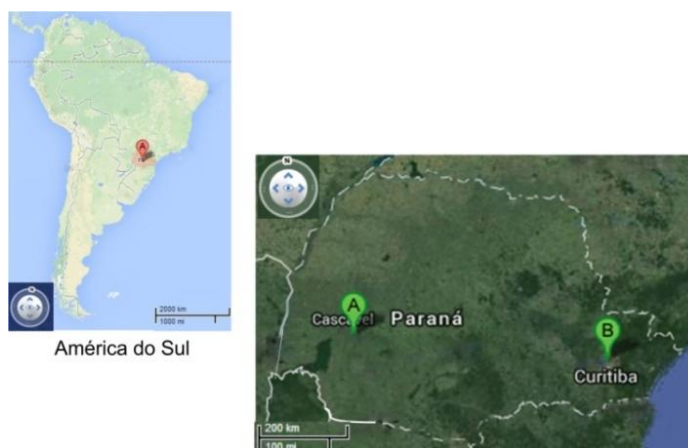 A
N
2000 km
1000 mi
América do Sul
N
A
Cascavel Paraná
B
Curitiba
200 km
100 mi